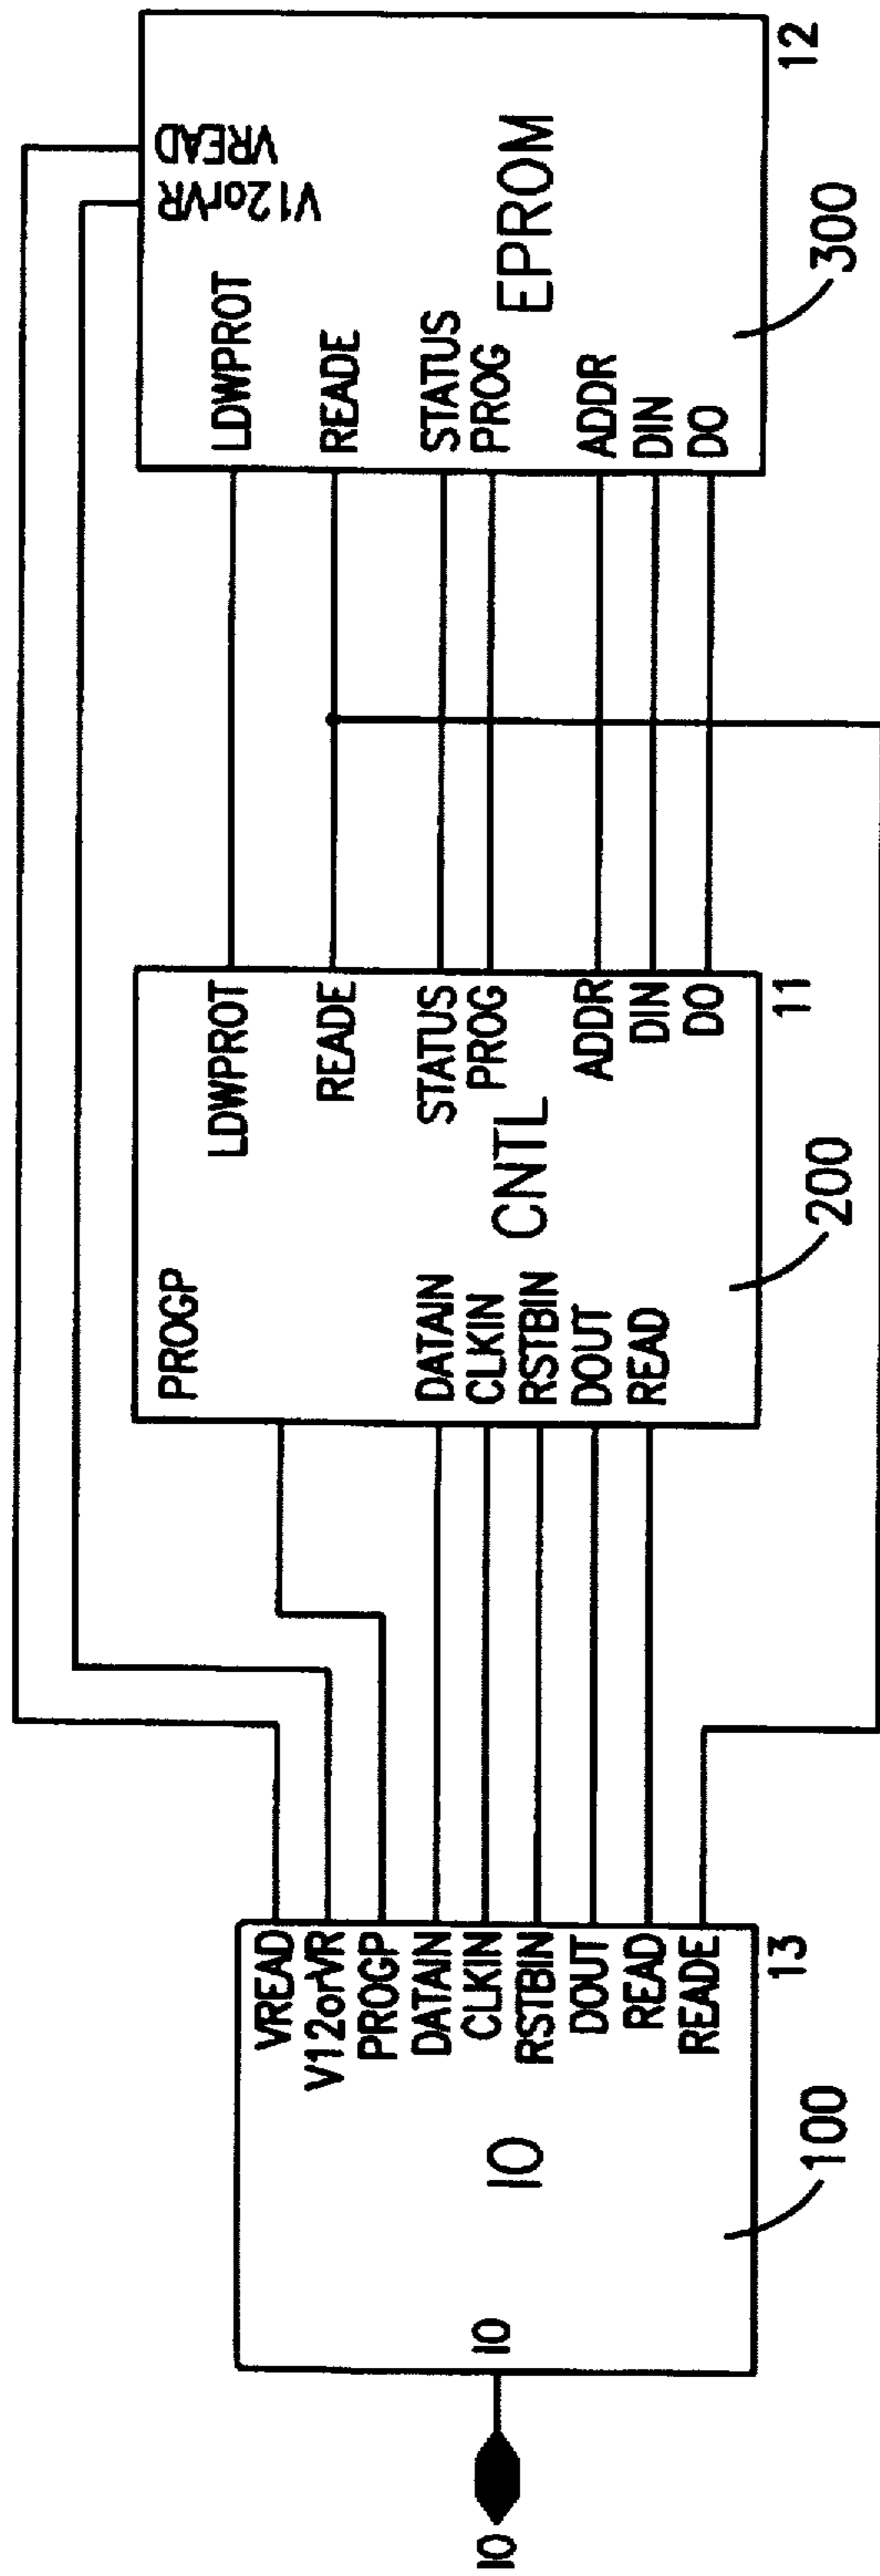 IO
IO
IO
100
13
VREAD
V12orVR
PROGP
DATAIN
CLKIN
RSTBIN
DOUT
READ
READE
PROGP
DATAIN
CLKIN
RSTBIN
DOUT
READ
CNTL
200
11
LDWPROT
READE
STATUS
PROG
ADDR
DIN
DO
LDWPROT
READE
STATUS
PROG
ADDR
DIN
DO
V12orVR
VREAD
EPROM
300
12